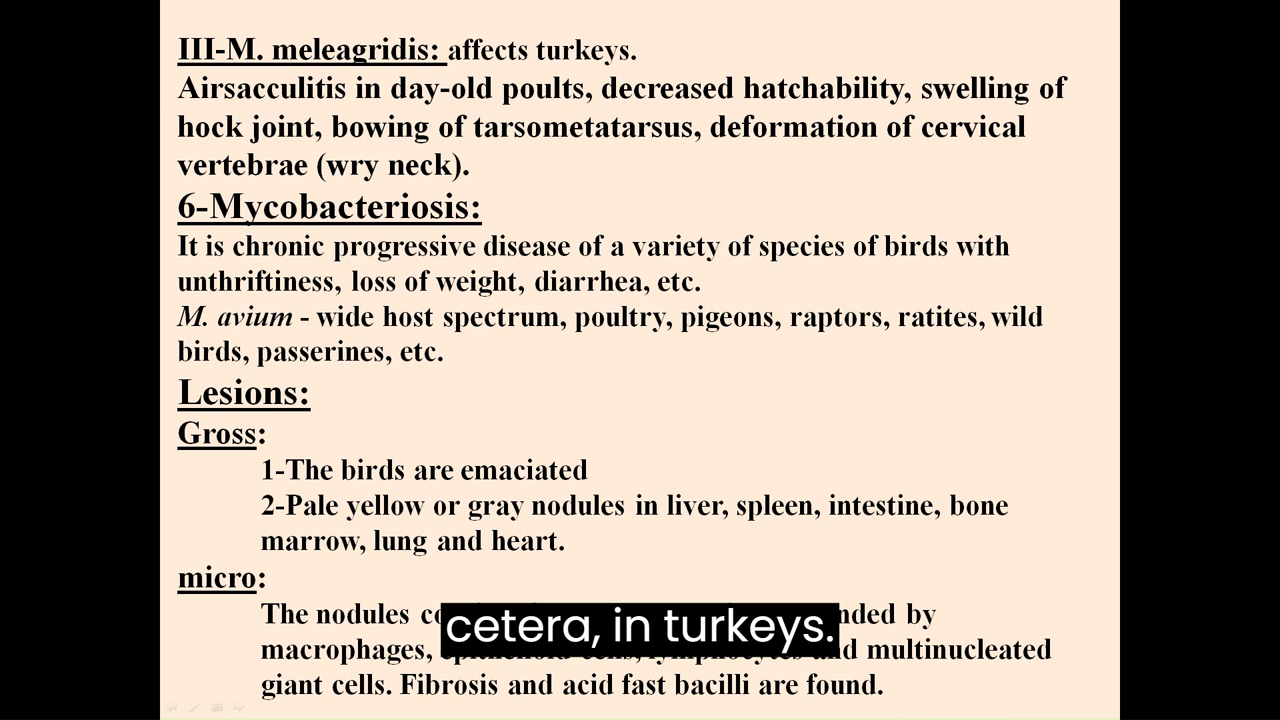 III-M. meleagridis: affects turkeys.
Airsacculitis in day-old poults, decreased hatchability, swelling of
hock joint, bowing of tarsometatarsus, deformation of cervical
vertebrae (wry neck).
6-Mycobacteriosis:
It is chronic progressive disease of a variety of species of birds with
unthriftiness, loss of weight, diarrhea, etc.
M. avium - wide host spectrum, poultry, pigeons, raptors, ratites, wild
birds, passerines, etc.
Lesions:
Gross:
1-The birds are emaciated
2-Pale yellow or gray nodules in liver, spleen, intestine, bone
marrow, lung and heart.
micro:
The nodules by
cetera, in turkeys.
macrophages, multinucleated
giant cells. Fibrosis and acid fast bacilli are found.